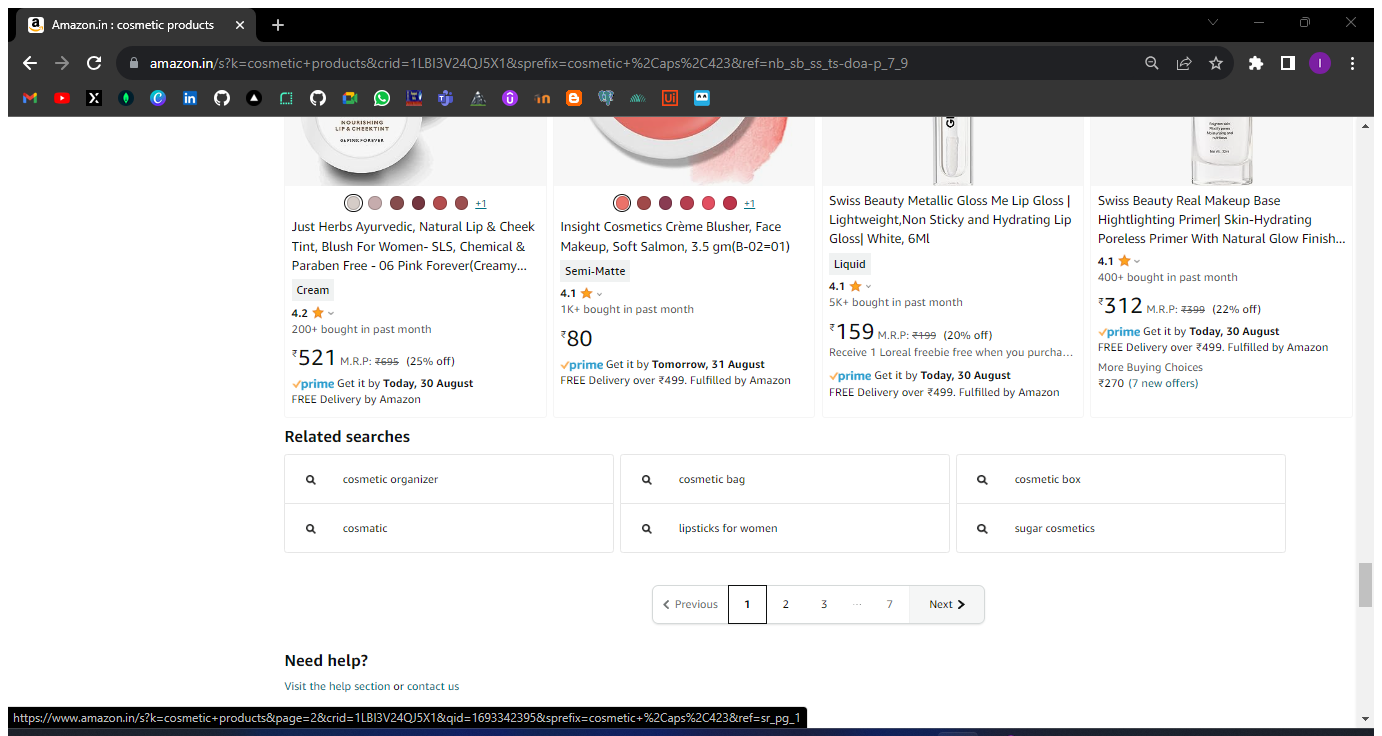 Amazon.in : cosmetic products
amazon.in/s?k=cosmetic+products&crid=1LBI3V24QJ5X1&sprefix=cosmetic+%2Caps%2C423&ref=nb_sb_ss_ts-doa-p_7_9
NOURISHING
LIP & CHEEK TINT
06 PINK FOREVER
+1
Just Herbs Ayurvedic, Natural Lip & Cheek
Tint, Blush For Women- SLS, Chemical &
Paraben Free - 06 Pink Forever(Creamy...
Cream
4.2
200+ bought in past month
₹521 M.R.P: ₹695 (25% off)
prime Get it by Today, 30 August
FREE Delivery by Amazon
+1
Insight Cosmetics Crème Blusher, Face
Makeup, Soft Salmon, 3.5 gm(B-02=01)
Semi-Matte
4.1
1K+ bought in past month
₹80
prime Get it by Tomorrow, 31 August
FREE Delivery over ₹499. Fulfilled by Amazon
Swiss Beauty Metallic Gloss Me Lip Gloss |
Lightweight,Non Sticky and Hydrating Lip
Gloss| White, 6Ml
Liquid
4.1
5K+ bought in past month
₹159 M.R.P: ₹199 (20% off)
Receive 1 Loreal freebie free when you purcha...
prime Get it by Today, 30 August
FREE Delivery over ₹499. Fulfilled by Amazon
Swiss Beauty Real Makeup Base
Hightlighting Primer| Skin-Hydrating
Poreless Primer With Natural Glow Finish...
4.1
400+ bought in past month
₹312 M.R.P: ₹399 (22% off)
prime Get it by Today, 30 August
FREE Delivery over ₹499. Fulfilled by Amazon
More Buying Choices
₹270 (7 new offers)
Related searches
cosmetic organizer
cosmetic bag
cosmetic box
cosmatic
lipsticks for women
sugar cosmetics
Previous 1 2 3 ... 7 Next
Need help?
Visit the help section or contact us
https://www.amazon.in/s?k=cosmetic+products&page=2&crid=1LBI3V24QJ5X1&qid=1693342395&sprefix=cosmetic+%2Caps%2C423&ref=sr_pg_1